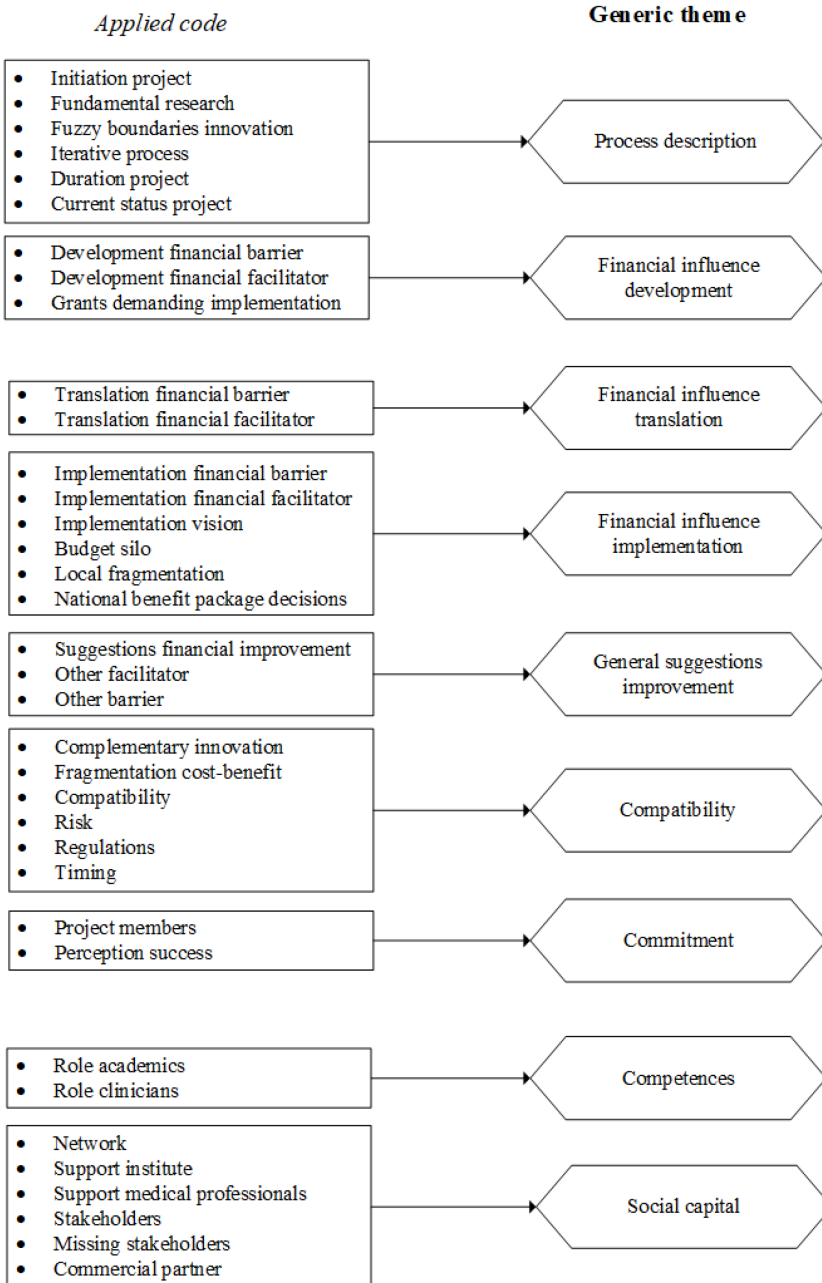 Applied code
Generic theme
• Initiation project
• Fundamental research
• Fuzzy boundaries innovation
• Iterative process
• Duration project
• Current status project
Process description
• Development financial barrier
• Development financial facilitator
• Grants demanding implementation
Financial influence
development
• Translation financial barrier
• Translation financial facilitator
Financial influence
translation
• Implementation financial barrier
• Implementation financial facilitator
• Implementation vision
• Budget silo
• Local fragmentation
• National benefit package decisions
Financial influence
implementation
• Suggestions financial improvement
• Other facilitator
• Other barrier
General suggestions
improvement
• Complementary innovation
• Fragmentation cost-benefit
• Compatibility
• Risk
• Regulations
• Timing
Compatibility
• Project members
• Perception success
Commitment
• Role academics
• Role clinicians
Competences
• Network
• Support institute
• Support medical professionals
• Stakeholders
• Missing stakeholders
• Commercial partner
Social capital